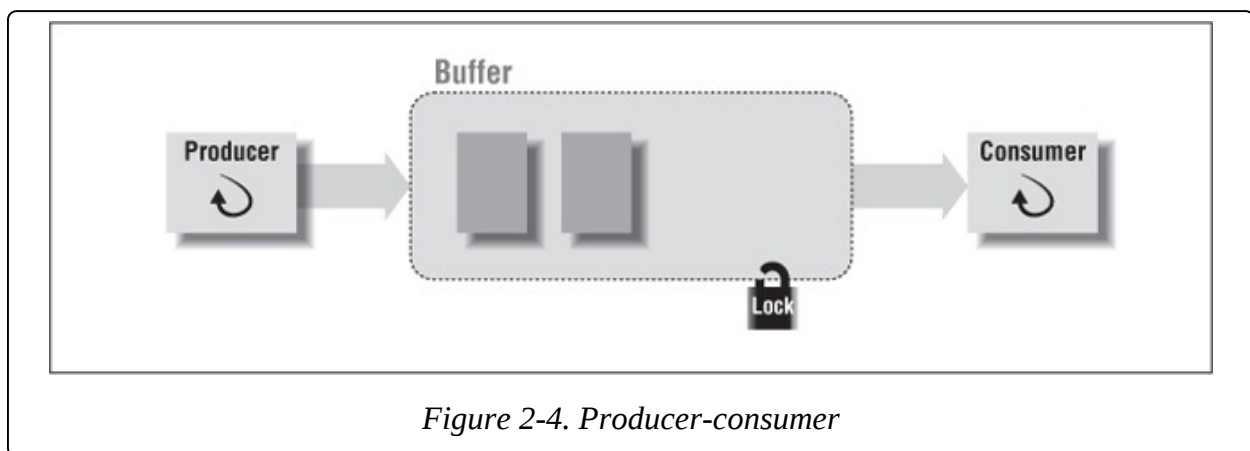 Buffer
Producer
Consumer
Lock
Figure 2-4. Producer-consumer